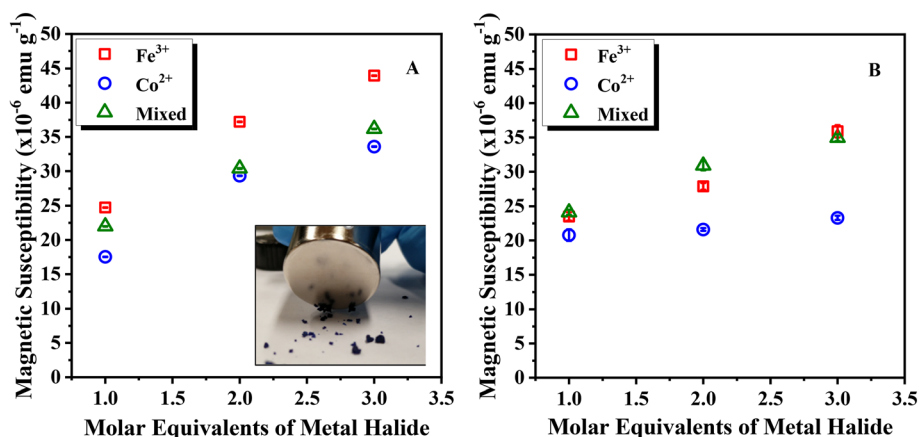 Magnetic Susceptibility (x10⁻⁶ emu g⁻¹)
50
45
40
35
30
25
20
15
10
5
0
Fe³⁺
Co²⁺
Mixed
A
1.0 1.5 2.0 2.5 3.0 3.5
Molar Equivalents of Metal Halide
Magnetic Susceptibility (x10⁻⁶ emu g⁻¹)
50
45
40
35
30
25
20
15
10
5
0
Fe³⁺
Co²⁺
Mixed
B
1.0 1.5 2.0 2.5 3.0 3.5
Molar Equivalents of Metal Halide